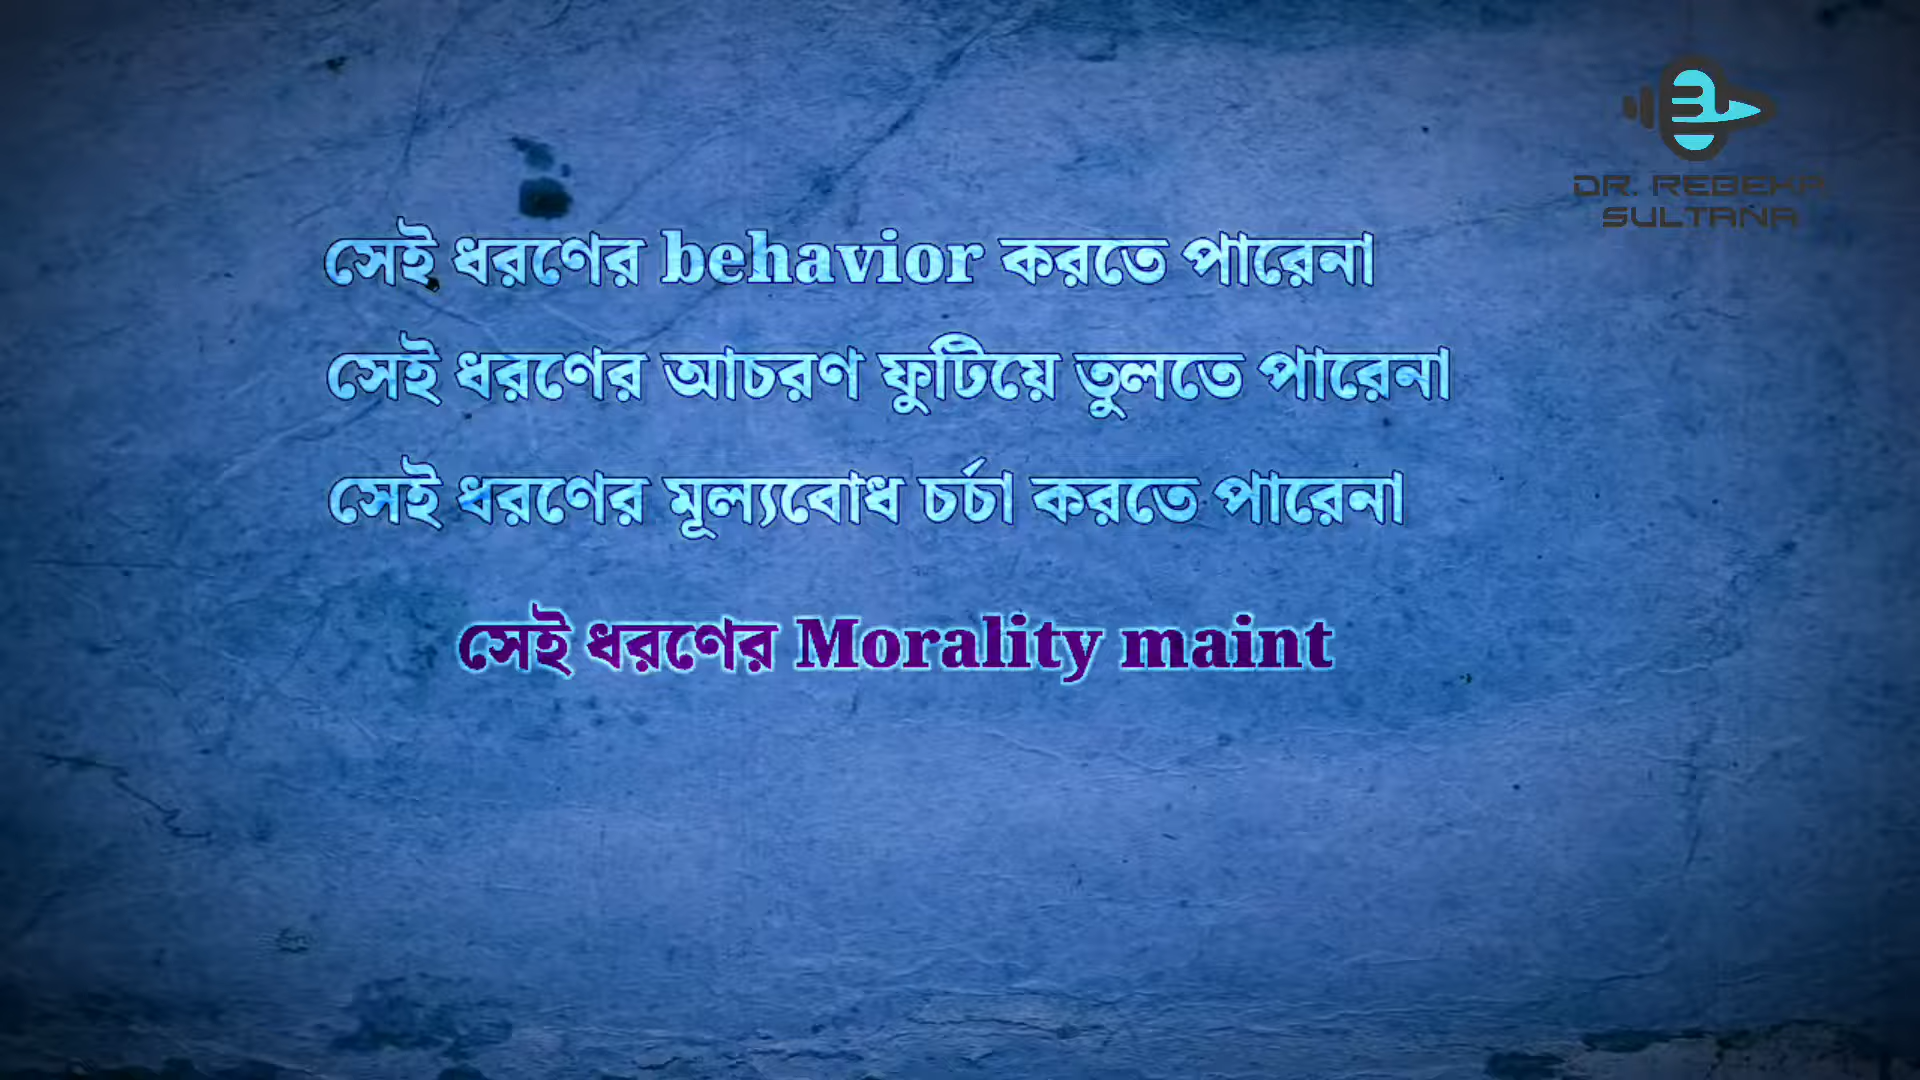 DR. REBEKA
SULTANA
সেই ধরণের behavior করতে পারেনা
সেই ধরণের আচরণ ফুটিয়ে তুলতে পারেনা
সেই ধরণের মূল্যবোধ চর্চা করতে পারেনা
সেই ধরণের Morality maint